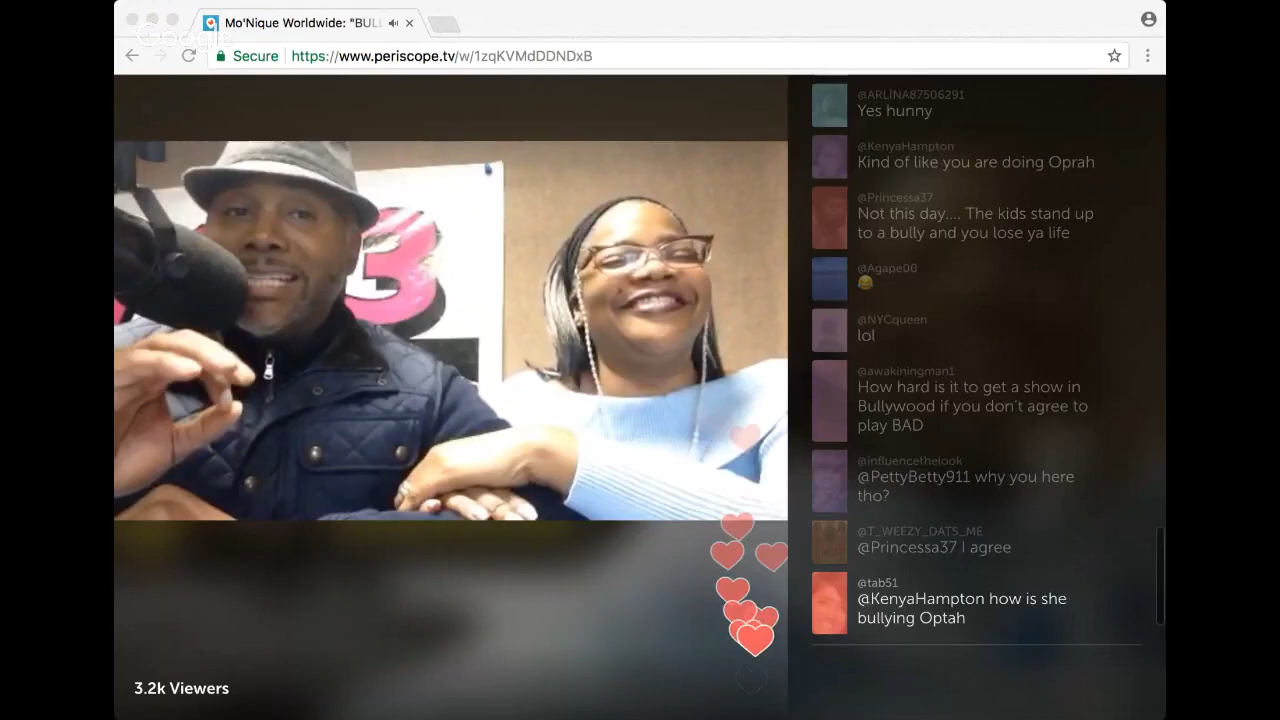 Mo'Nique Worldwide: "BULL
Google
Secure
https://www.periscope.tv/w/1zqKVMdDDNDxB
3
@ARLINA87506291
Yes hunny
@KenyaHampton
Kind of like you are doing Oprah
@Princessa37
Not this day.... The kids stand up
to a bully and you lose ya life
@Agape00
😂
@NYCqueen
lol
@awakiningman1
How hard is it to get a show in
Bullywood if you don't agree to
play BAD
@influencethelook
@PettyBetty911 why you here
tho?
@T_WEEZY_DATS_ME
@Princessa37 I agree
@tab51
@KenyaHampton how is she
bullying Optah
3.2k Viewers